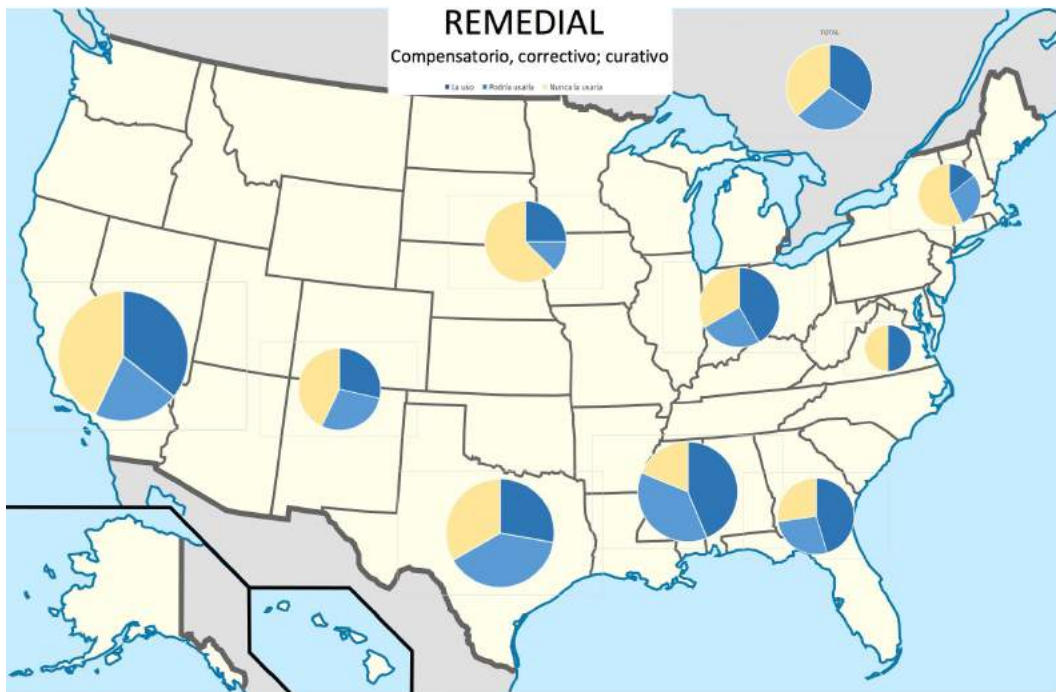 REMEDIAL
Compensatorio, correctivo; curativo
La uso Podría usarla Nunca la usaría
TOTAL